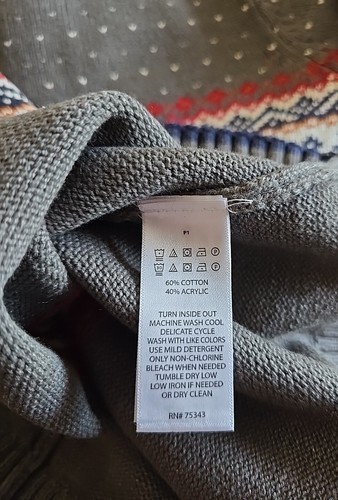 P1
60% COTTON
40% ACRYLIC
TURN INSIDE OUT
MACHINE WASH COOL
DELICATE CYCLE
WASH WITH LIKE COLORS
USE MILD DETERGENT
ONLY NON-CHLORINE
BLEACH WHEN NEEDED
TUMBLE DRY LOW
LOW IRON IF NEEDED
OR DRY CLEAN
RN# 75343